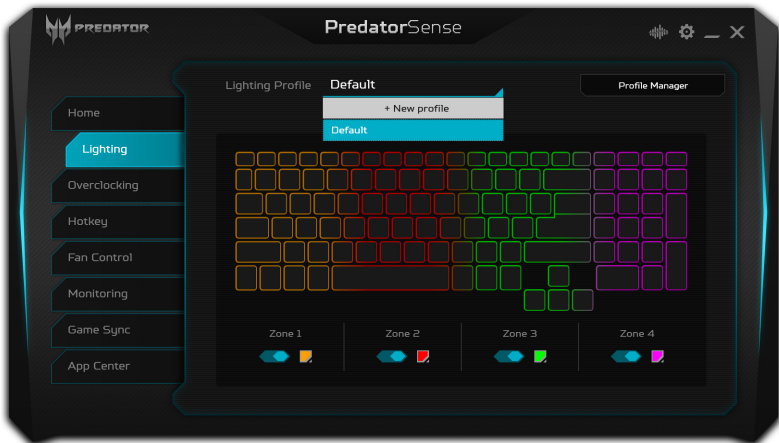 PREDATOR
PredatorSense
Lighting Profile
Default
Profile Manager
+ New profile
Default
Home
Lighting
Overclocking
Hotkey
Fan Control
Monitoring
Game Sync
App Center
Zone 1
Zone 2
Zone 3
Zone 4